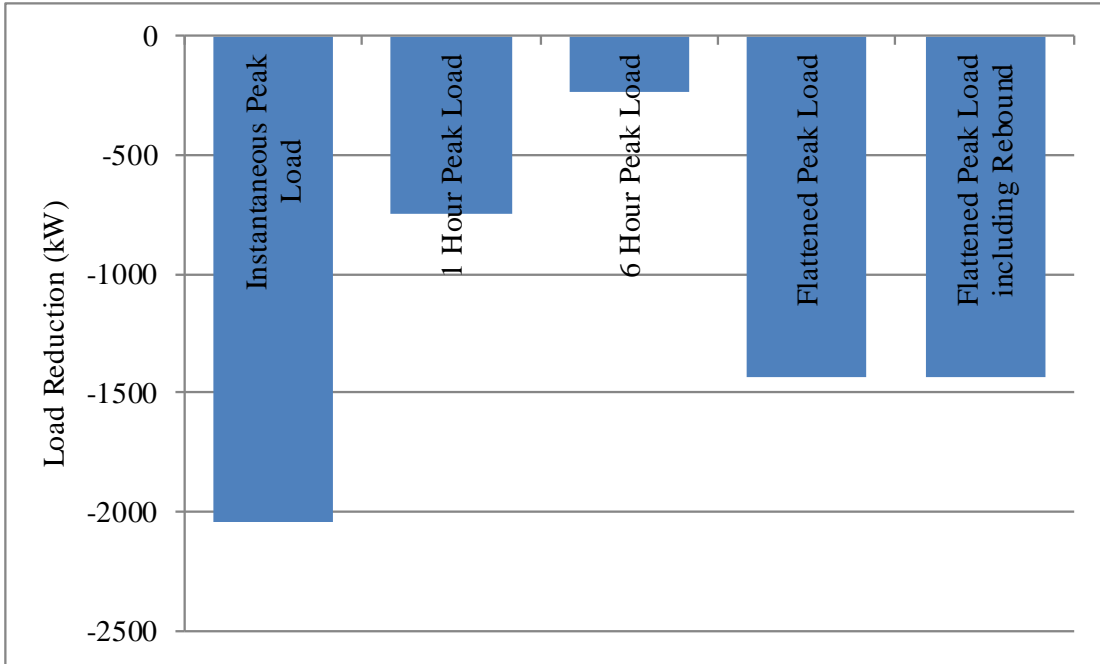 0
-500
-1000
-1500
-2000
-2500
Load Reduction (kW)
Instantaneous Peak
Load
1 Hour Peak Load
6 Hour Peak Load
Flattened Peak Load
Flattened Peak Load
including Rebound